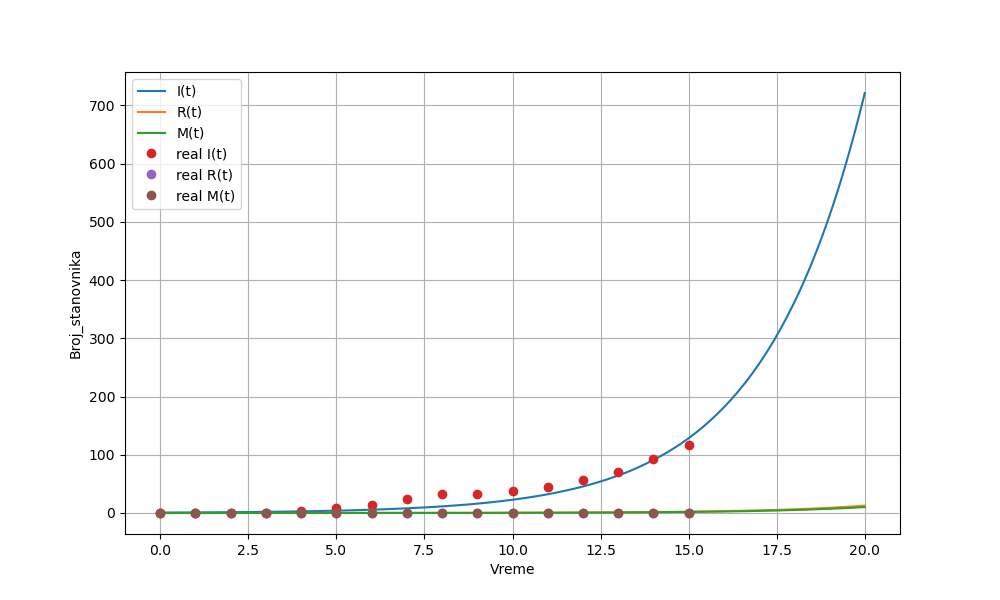 I(t)
R(t)
M(t)
real I(t)
real R(t)
real M(t)
700
600
500
400
300
200
100
0
Broj_stanovnika
0.0 2.5 5.0 7.5 10.0 12.5 15.0 17.5 20.0
Vreme